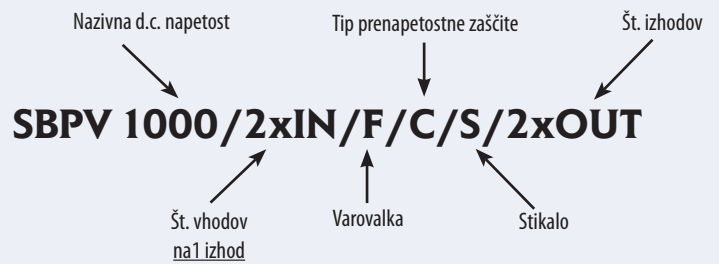 Nazivna d.c. napetost
Tip prenapetostne zaščite
Št. izhodov
SBPV 1000/2xIN/F/C/S/2xOUT
Št. vhodov
na1 izhod
Varovalka
Stikalo